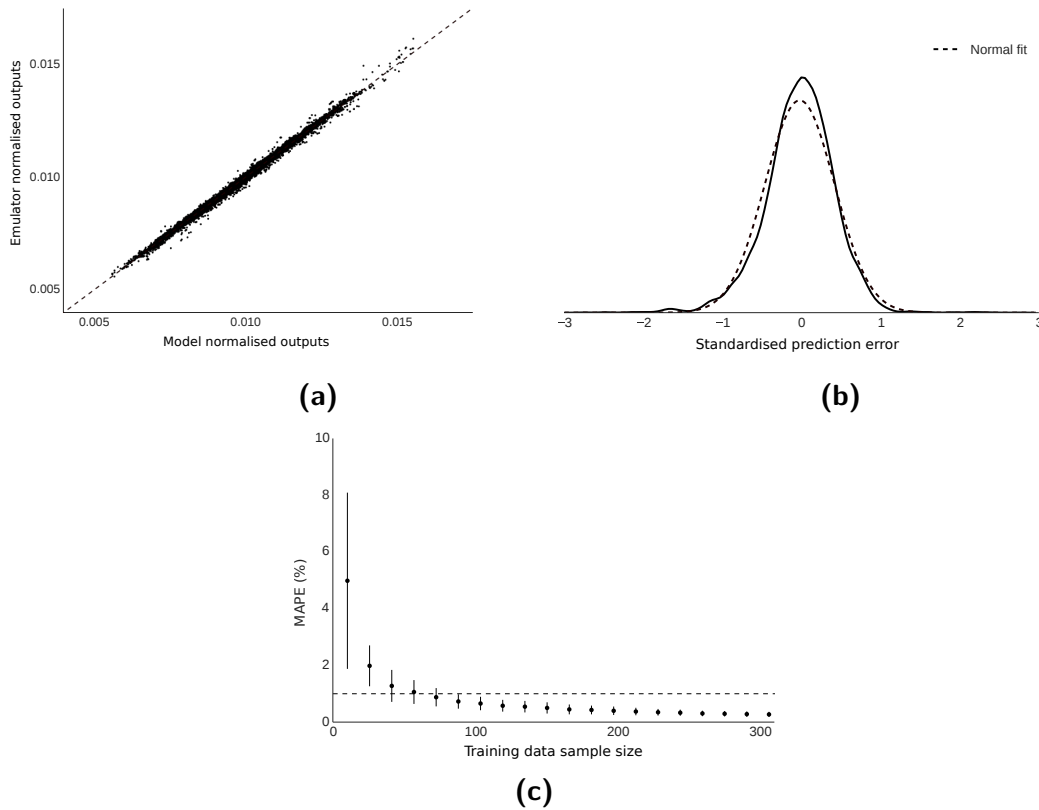 Emulator normalised outputs
0.015
0.010
0.005
0.005 0.010 0.015
Model normalised outputs
(a)
Normal fit
−3 −2 −1 0 1 2 3
Standardised prediction error
(b)
MAPE (%)
10
8
6
4
2
0
0 100 200 300
Training data sample size
(c)